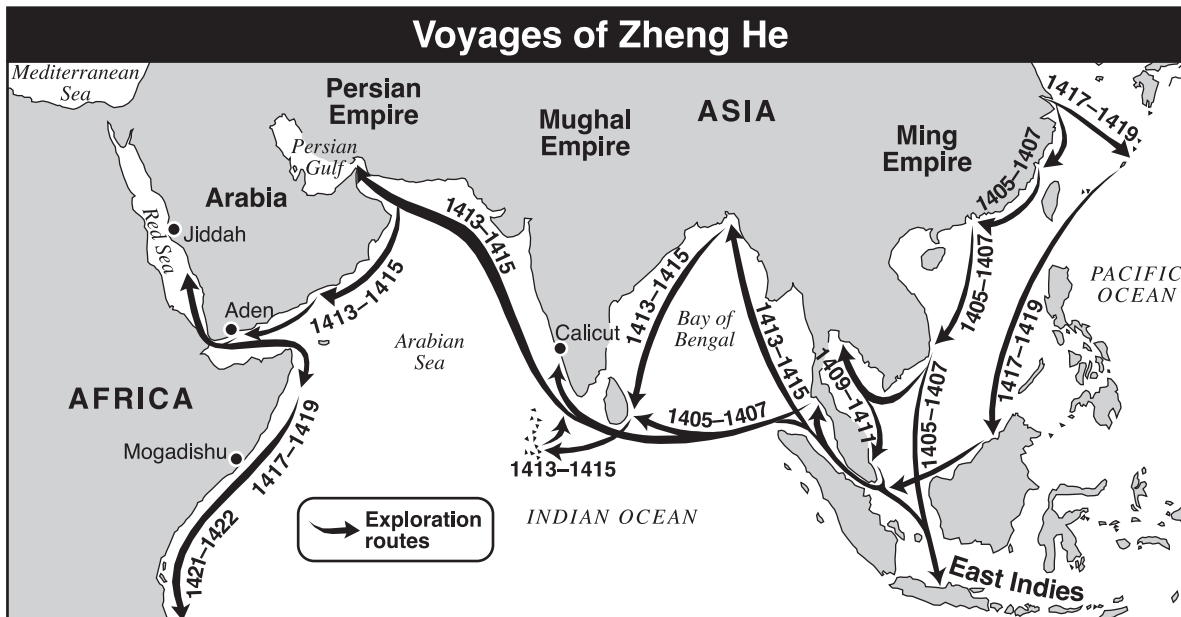 Voyages of Zheng He
Mediterranean
Sea
Persian
Empire
Persian
Gulf
Mughal
Empire
ASIA
Ming
Empire
1417–1419
1405–1407
Arabia
Red Sea
Jiddah
1413–1415
1413–1415
1405–1407
PACIFIC
OCEAN
Aden
1413–1415
Arabian
Sea
Calicut
Bay of
Bengal
1413–1415
1409–1411
1417–1419
1405–1407
AFRICA
1405–1407
Mogadishu
1417–1419
1413–1415
1421–1422
Exploration
routes
INDIAN OCEAN
East Indies